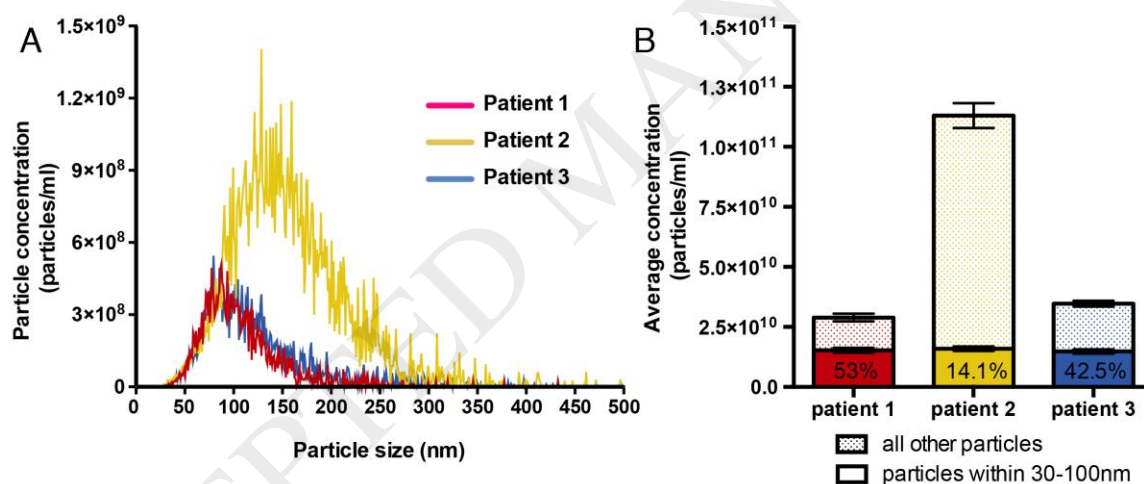 A
1.5×10⁹
1.2×10⁹
9×10⁸
6×10⁸
3×10⁸
0
Particle concentration
(particles/ml)
0 50 100 150 200 250 300 350 400 450 500
Particle size (nm)
Patient 1
Patient 2
Patient 3
B
1.5×10¹¹
1.3×10¹¹
1.0×10¹¹
7.5×10¹⁰
5.0×10¹⁰
2.5×10¹⁰
0.0
Average concentration
(particles/ml)
53% 14.1% 42.5%
patient 1 patient 2 patient 3
all other particles
particles within 30-100nm
EPTED MAN